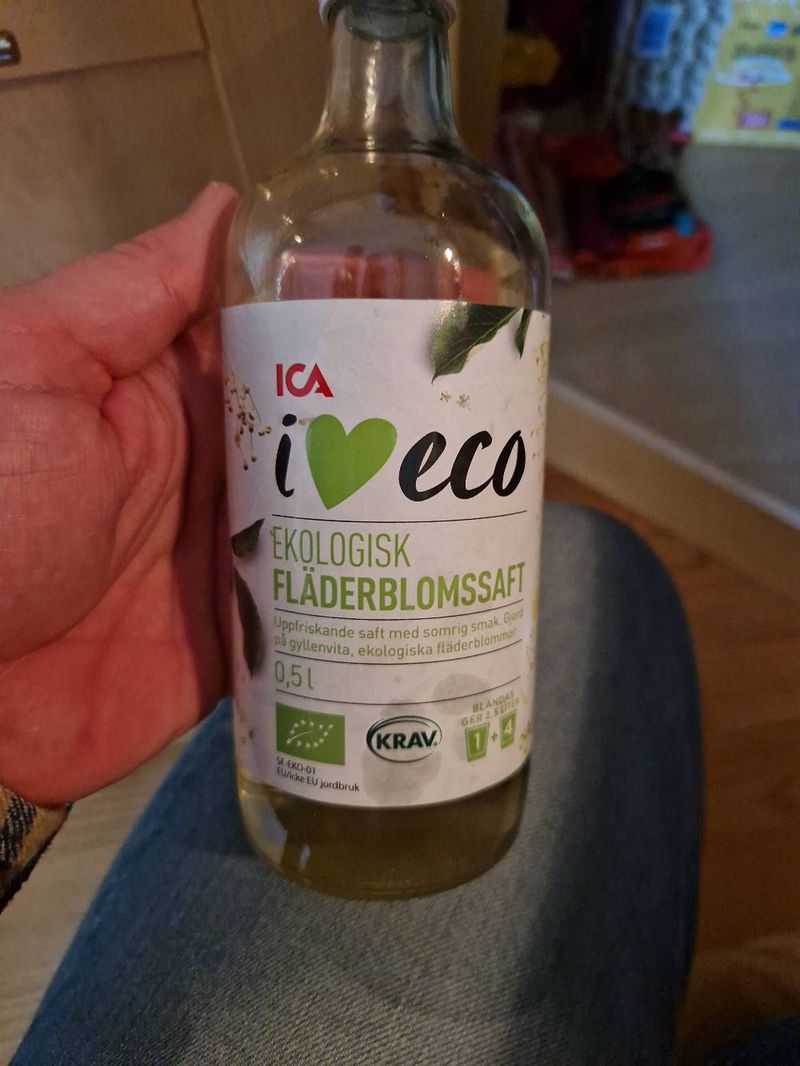 ICA
i eco
EKOLOGISK
FLÄDERBLOMSSAFT
Uppfriskande saft med somrig smak. Gjord
på gyllenvita, ekologiska fläderblommor.
0,5 l
BLANDAS
GER 2,5 LITER
1 + 4
KRAV
SE-EKO-01
EU/icke EU jordbruk